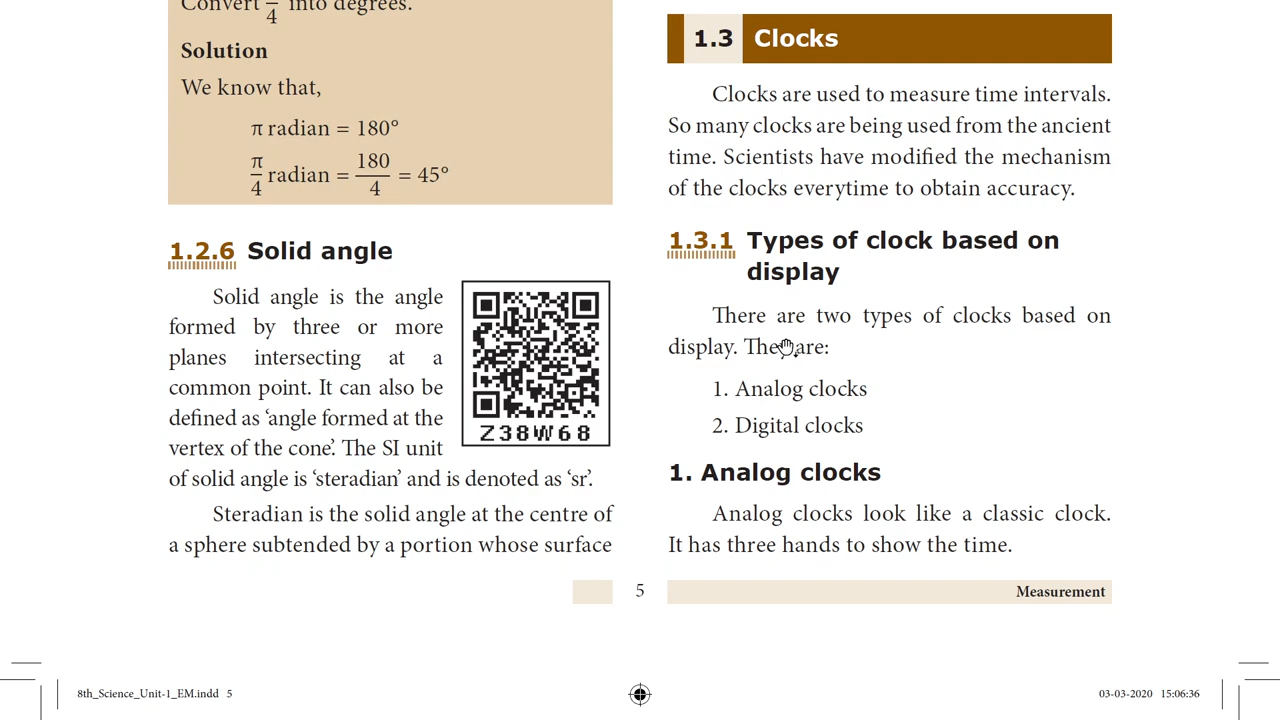 Convert π/4 into degrees.
Solution
We know that,
π radian = 180°
π/4 radian = 180/4 = 45°
1.2.6 Solid angle
Solid angle is the angle
formed by three or more
planes intersecting at a
common point. It can also be
defined as ‘angle formed at the
vertex of the cone’. The SI unit
of solid angle is ‘steradian’ and is denoted as ‘sr’.
Z38W68
Steradian is the solid angle at the centre of
a sphere subtended by a portion whose surface
1.3 Clocks
Clocks are used to measure time intervals.
So many clocks are being used from the ancient
time. Scientists have modified the mechanism
of the clocks everytime to obtain accuracy.
1.3.1 Types of clock based on
display
There are two types of clocks based on
display. They are:
1. Analog clocks
2. Digital clocks
1. Analog clocks
Analog clocks look like a classic clock.
It has three hands to show the time.
5
Measurement
8th_Science_Unit-1_EM.indd 5
03-03-2020 15:06:36